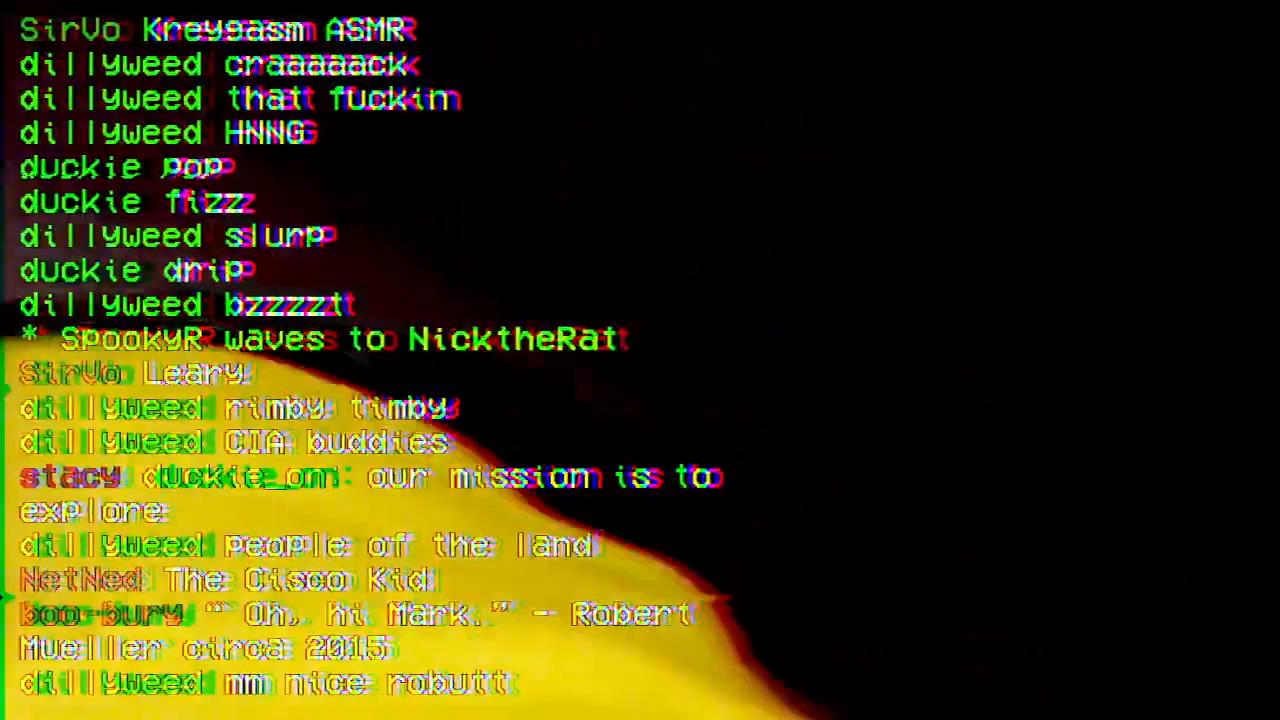 SirVo Kreygasm ASMR
dillyweed craaaaack
dillyweed that fuckin
dillyweed HNNG
duckie pop
duckie fizzz
dillyweed slurp
duckie drip
dillyweed bzzzzt
* SpookyR waves to NicktheRat
SirVo Leary
dillyweed rimby timby
dillyweed CIA buddies
stacy duckie_on: our mission is to
explore
dillyweed people of the land
NetNed The Cisco Kid
boo-bury "" Oh, hi Mark." - Robert
Mueller circa 2015
dillyweed mm nice robutt